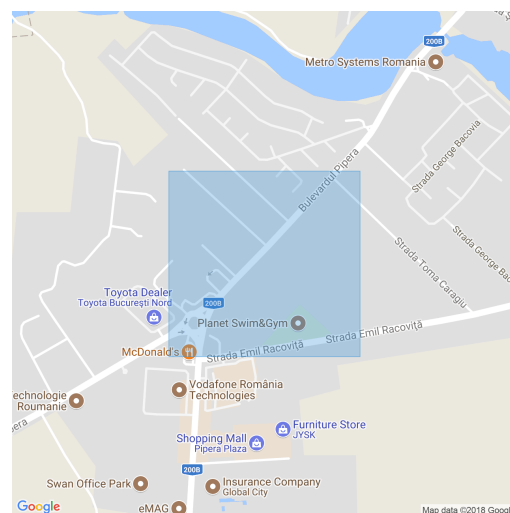 200B
Metro Systems Romania
Strada George Bacovia
Bulevardul Pipera
Strada George Baco
Strada Toma Caragiu
Toyota Dealer
Toyota București Nord
200B
Planet Swim&Gym
Strada Emil Racoviță
McDonald's
Strada Emil Racoviță
Vodafone România
Technologies
echnologie
Roumanie
pera
Furniture Store
JYSK
Shopping Mall
Pipera Plaza
200B
Swan Office Park
Insurance Company
Global City
eMAG
Google
Map data ©2018 Googl